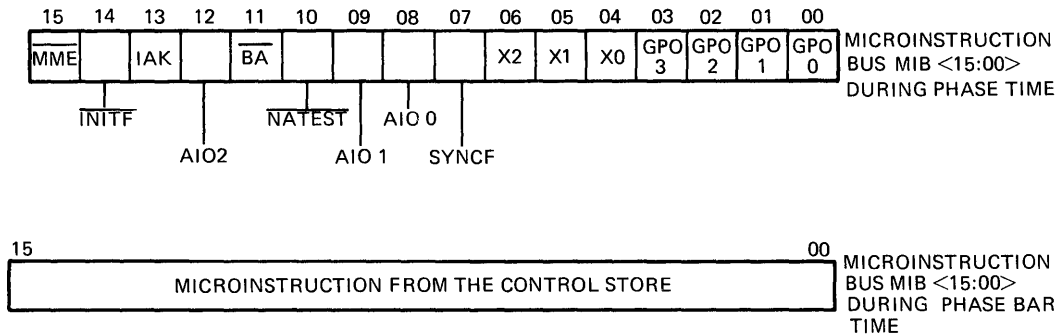 15 14 13 12 11 10 09 08 07 06 05 04 03 02 01 00
MME IAK BA X2 X1 X0 GPO 3 GPO 2 GPO 1 GPO 0
MICROINSTRUCTION
BUS MIB <15:00>
DURING PHASE TIME
INITF NATEST AIO 0
AIO2 AIO 1 SYNCF
15 00
MICROINSTRUCTION FROM THE CONTROL STORE
MICROINSTRUCTION
BUS MIB <15:00>
DURING PHASE BAR
TIME